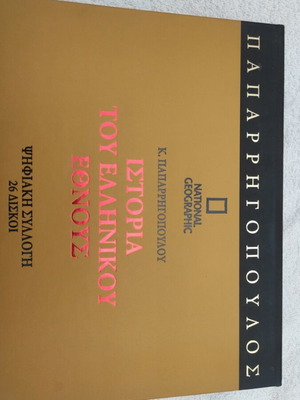 ΠΑΠΑΡΡΗΓΟΠΟΥΛΟΣ
NATIONAL
GEOGRAPHIC
Κ. ΠΑΠΑΡΡΗΓΟΠΟΥΛΟΥ
ΙΣΤΟΡΙΑ
ΤΟΥ ΕΛΛΗΝΙΚΟΥ
ΕΘΝΟΥΣ
ΨΗΦΙΑΚΗ ΣΥΛΛΟΓΗ
26 ΔΙΣΚΟΙ